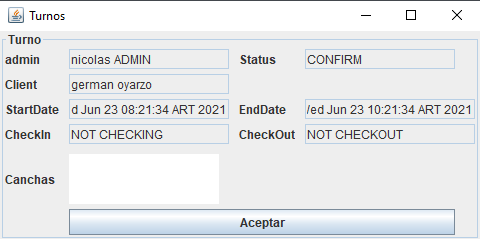 Turnos
Turno
admin nicolas ADMIN Status CONFIRM
Client german oyarzo
StartDate d Jun 23 08:21:34 ART 2021 EndDate /ed Jun 23 10:21:34 ART 2021
CheckIn NOT CHECKING CheckOut NOT CHECKOUT
Canchas
Aceptar